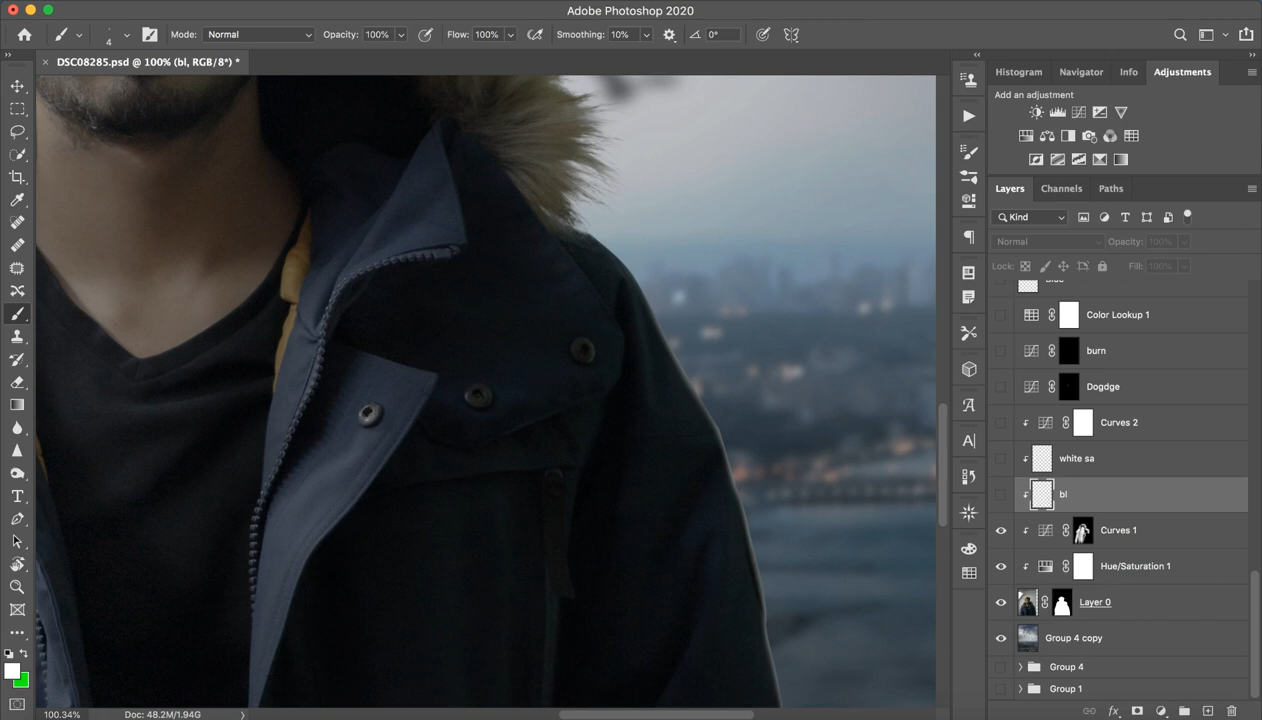 Adobe Photoshop 2020
4
Mode: Normal
Opacity: 100%
Flow: 100%
Smoothing: 10%
0°
× DSC08285.psd @ 100% (bl, RGB/8*) *
Histogram Navigator Info Adjustments
Add an adjustment
Layers Channels Paths
Kind
Normal Opacity: 100%
Lock: Fill: 100%
Color Lookup 1
burn
Dogdge
Curves 2
white sa
bl
Curves 1
Hue/Saturation 1
Layer 0
Group 4 copy
Group 4
Group 1
100.34% Doc: 48.2M/1.94G